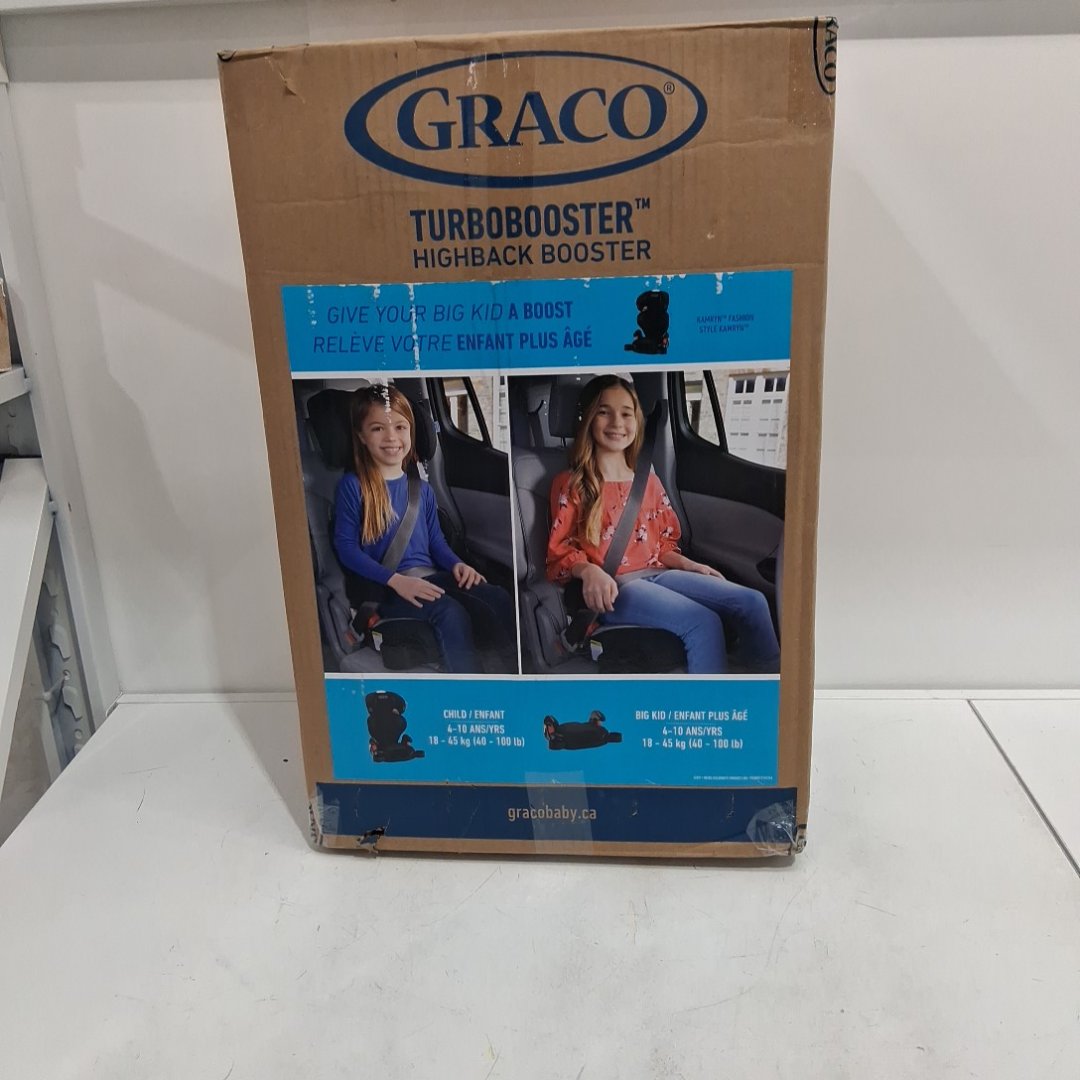 GRACO®
TURBOBOOSTER™
HIGHBACK BOOSTER
GIVE YOUR BIG KID A BOOST
RELÈVE VOTRE ENFANT PLUS ÂGÉ
KAMRYN™ FASHION
STYLE KAMRYN™
CHILD / ENFANT
4-10 ANS/YRS
18 - 45 kg (40 - 100 lb)
BIG KID / ENFANT PLUS ÂGÉ
4-10 ANS/YRS
18 - 45 kg (40 - 100 lb)
gracobaby.ca